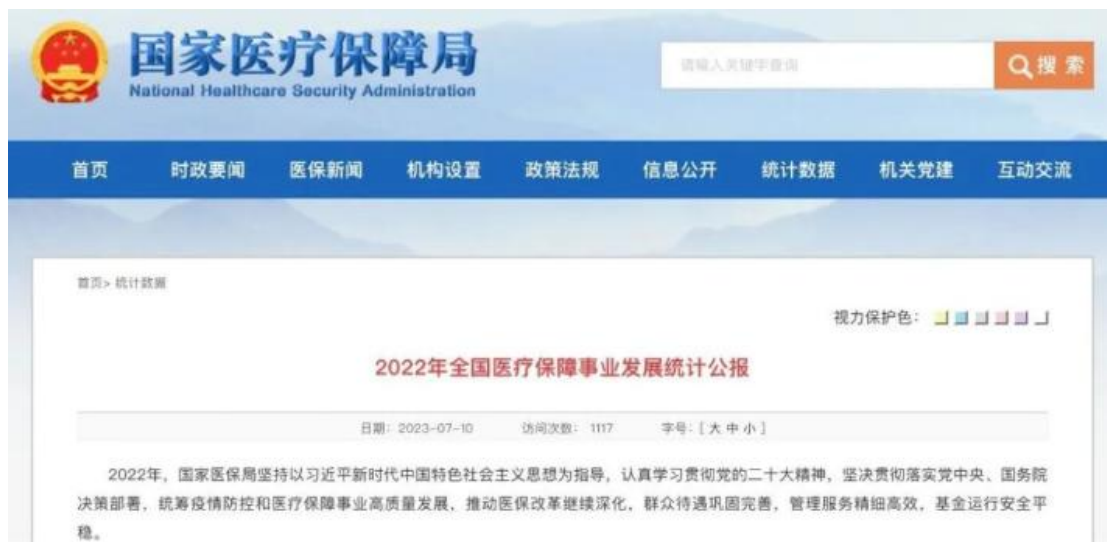 国家医疗保障局
National Healthcare Security Administration
请输入关键字查询
搜 索
首页 时政要闻 医保新闻 机构设置 政策法规 信息公开 统计数据 机关党建 互动交流
首页> 统计数据
视力保护色：
2022年全国医疗保障事业发展统计公报
日期：2023-07-10 访问次数：1117 字号：[ 大 中 小 ]
2022年，国家医保局坚持以习近平新时代中国特色社会主义思想为指导，认真学习贯彻党的二十大精神，坚决贯彻落实党中央、国务院
决策部署，统筹疫情防控和医疗保障事业高质量发展，推动医保改革继续深化，群众待遇巩固完善，管理服务精细高效，基金运行安全平
稳。